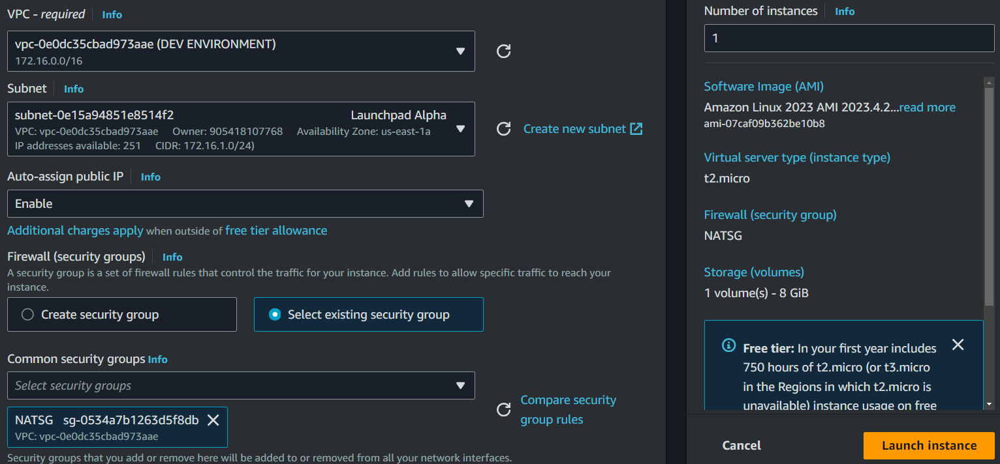 VPC - required Info
vpc-0e0dc35cbad973aae (DEV ENVIRONMENT)
172.16.0.0/16
Subnet Info
subnet-0e15a94851e8514f2 Launchpad Alpha
VPC: vpc-0e0dc35cbad973aae Owner: 905418107768 Availability Zone: us-east-1a
IP addresses available: 251 CIDR: 172.16.1.0/24)
Create new subnet
Auto-assign public IP Info
Enable
Additional charges apply when outside of free tier allowance
Firewall (security groups) Info
A security group is a set of firewall rules that control the traffic for your instance. Add rules to allow specific traffic to reach your
instance.
Create security group
Select existing security group
Common security groups Info
Select security groups
NATSG sg-0534a7b1263d5f8db
VPC: vpc-0e0dc35cbad973aae
Compare security
group rules
Security groups that you add or remove here will be added to or removed from all your network interfaces.
Number of instances Info
1
Software Image (AMI)
Amazon Linux 2023 AMI 2023.4.2...read more
ami-07caf09b362be10b8
Virtual server type (instance type)
t2.micro
Firewall (security group)
NATSG
Storage (volumes)
1 volume(s) - 8 GiB
Free tier: In your first year includes
750 hours of t2.micro (or t3.micro
in the Regions in which t2.micro is
unavailable) instance usage on free
Cancel
Launch instance